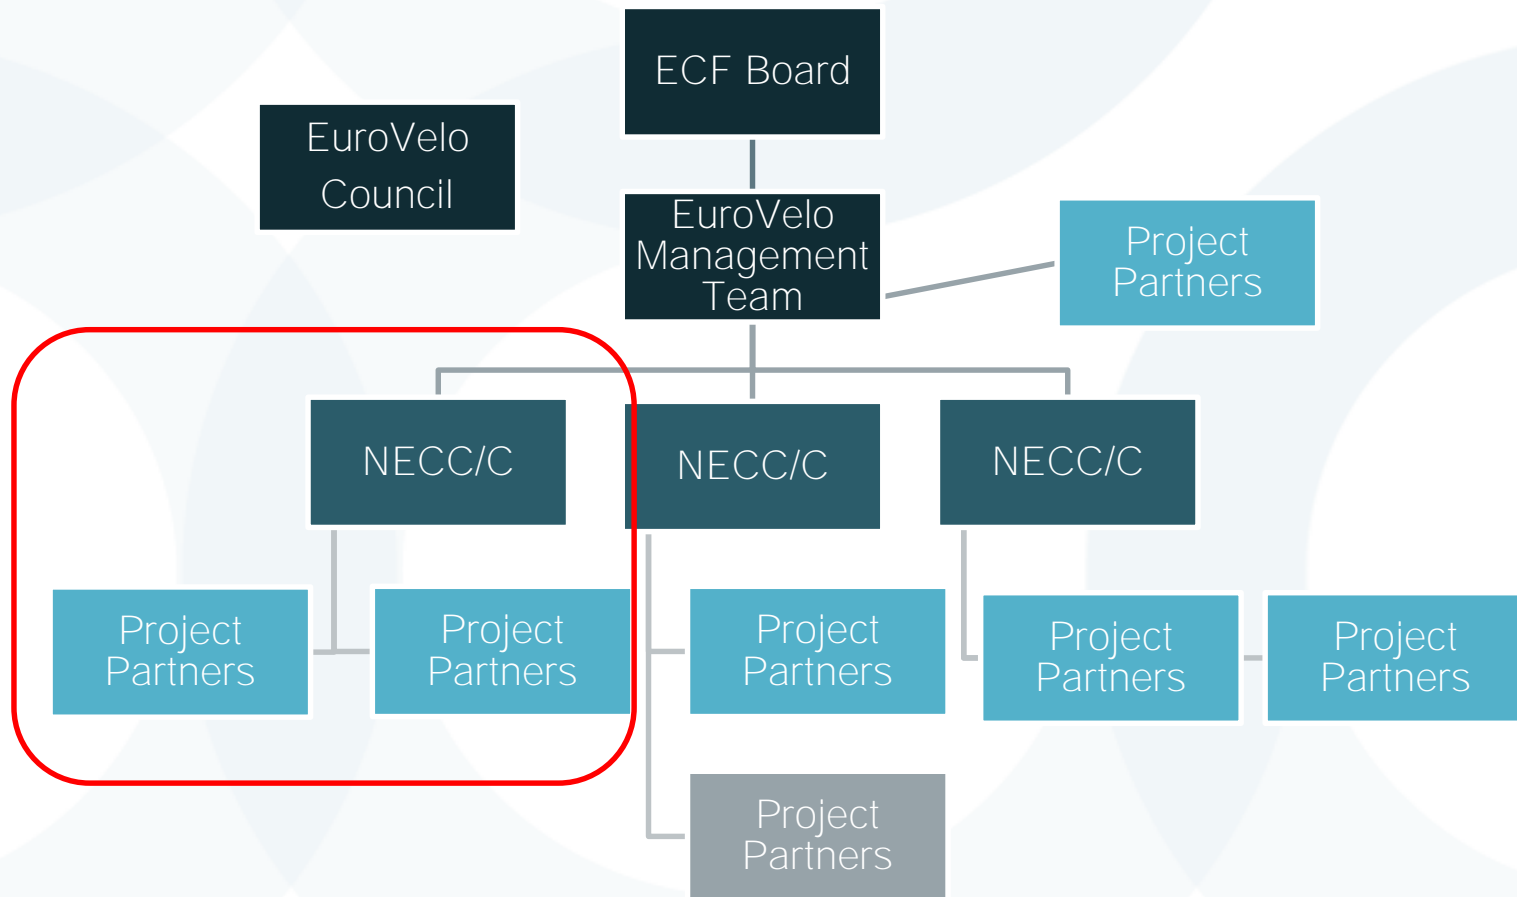 ECF Board
EuroVelo
Council
EuroVelo
Management
Team
Project
Partners
NECC/C
NECC/C
NECC/C
Project
Partners
Project
Partners
Project
Partners
Project
Partners
Project
Partners
Project
Partners